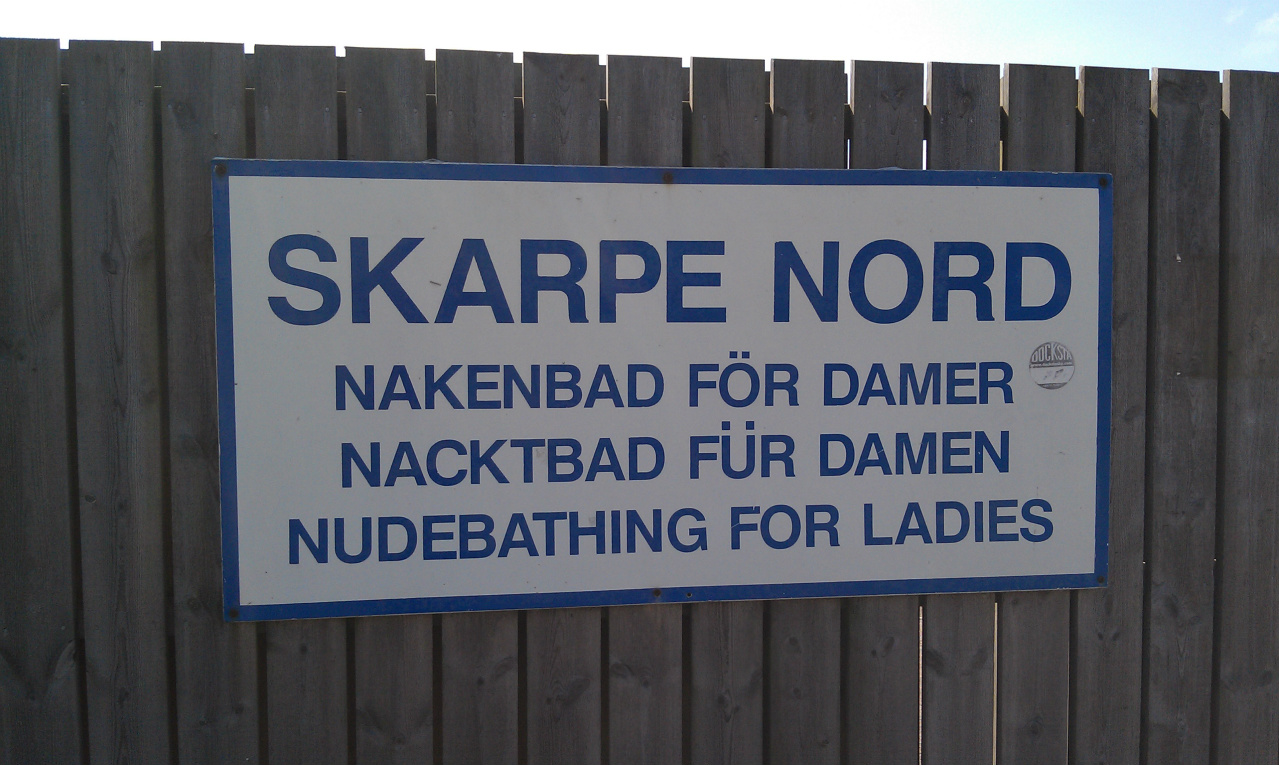 SKARPE NORD
NAKENBAD FÖR DAMER
NACKTBAD FÜR DAMEN
NUDEBATHING FOR LADIES